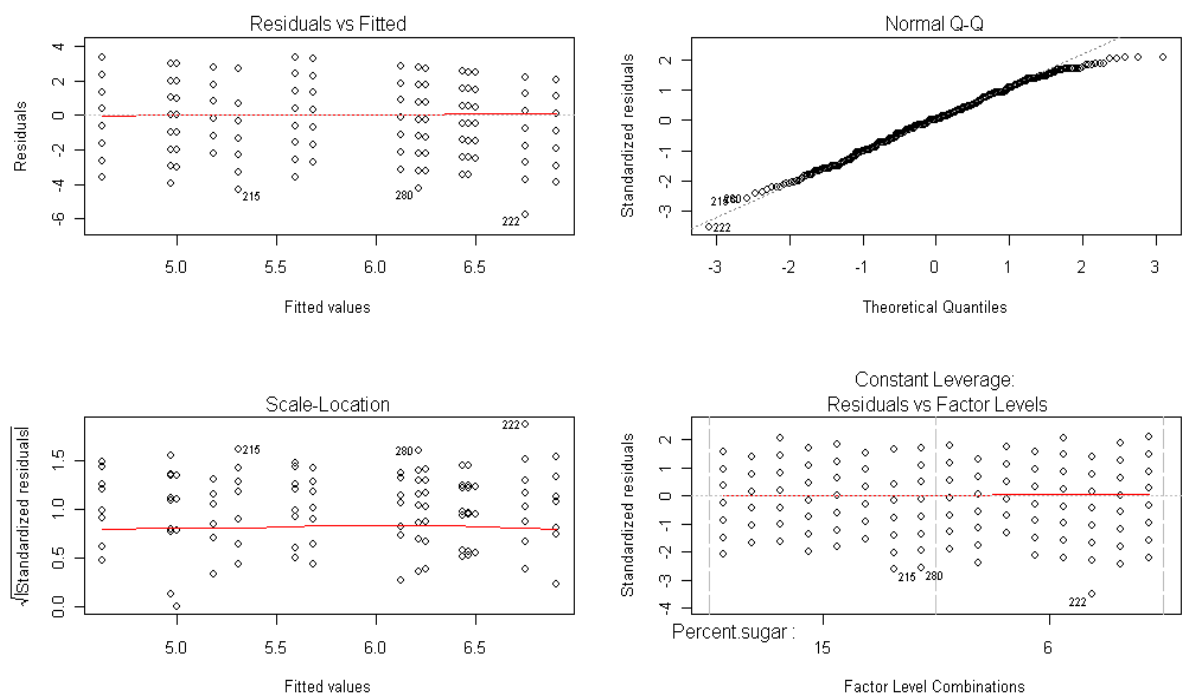 Residuals vs Fitted
Residuals
4
2
0
-2
-4
-6
215
280
222
5.0 5.5 6.0 6.5
Fitted values
Normal Q-Q
Standardized residuals
2
1
0
-1
-2
-3
222
-3 -2 -1 0 1 2 3
Theoretical Quantiles
Scale-Location
√|Standardized residuals|
1.5
1.0
0.5
0.0
215
280
222
5.0 5.5 6.0 6.5
Fitted values
Constant Leverage:
Residuals vs Factor Levels
Standardized residuals
2
1
0
-1
-2
-3
-4
215
280
222
Percent.sugar :
15 6
Factor Level Combinations